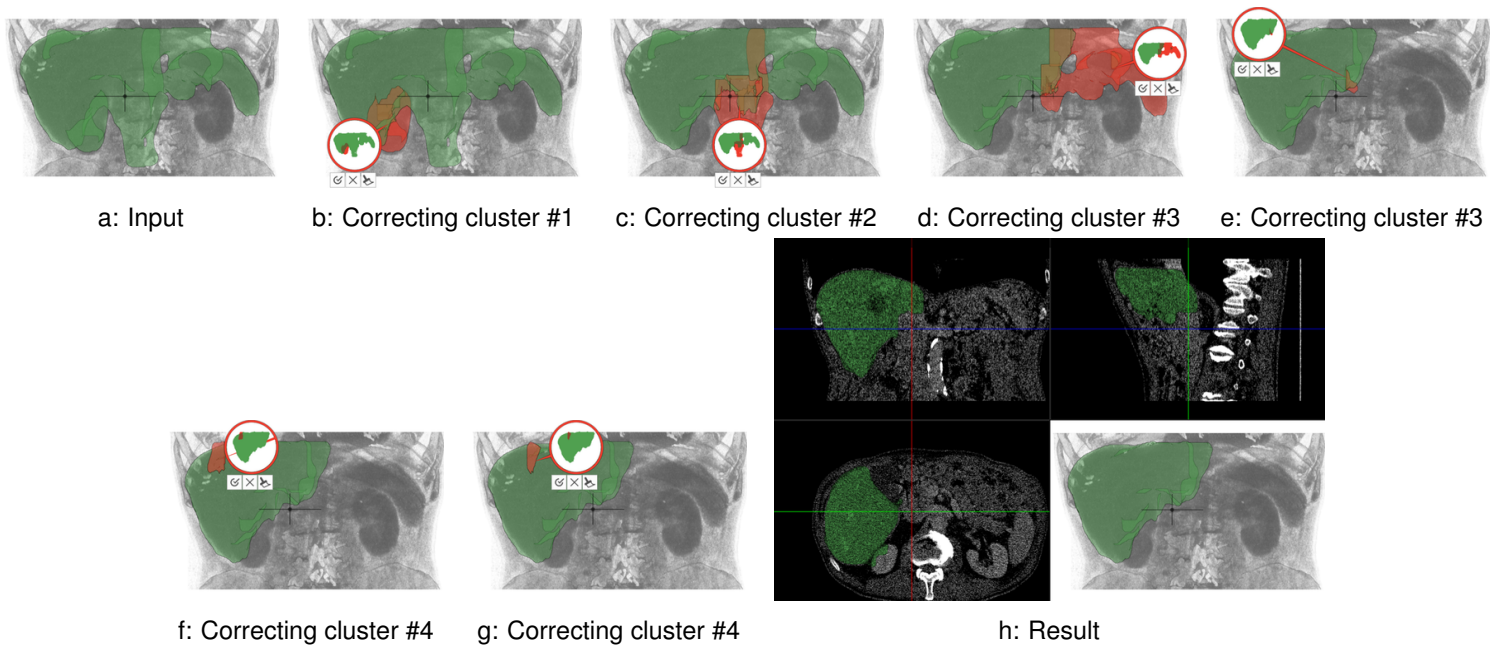 a: Input
b: Correcting cluster #1
c: Correcting cluster #2
d: Correcting cluster #3
e: Correcting cluster #3
f: Correcting cluster #4
g: Correcting cluster #4
h: Result